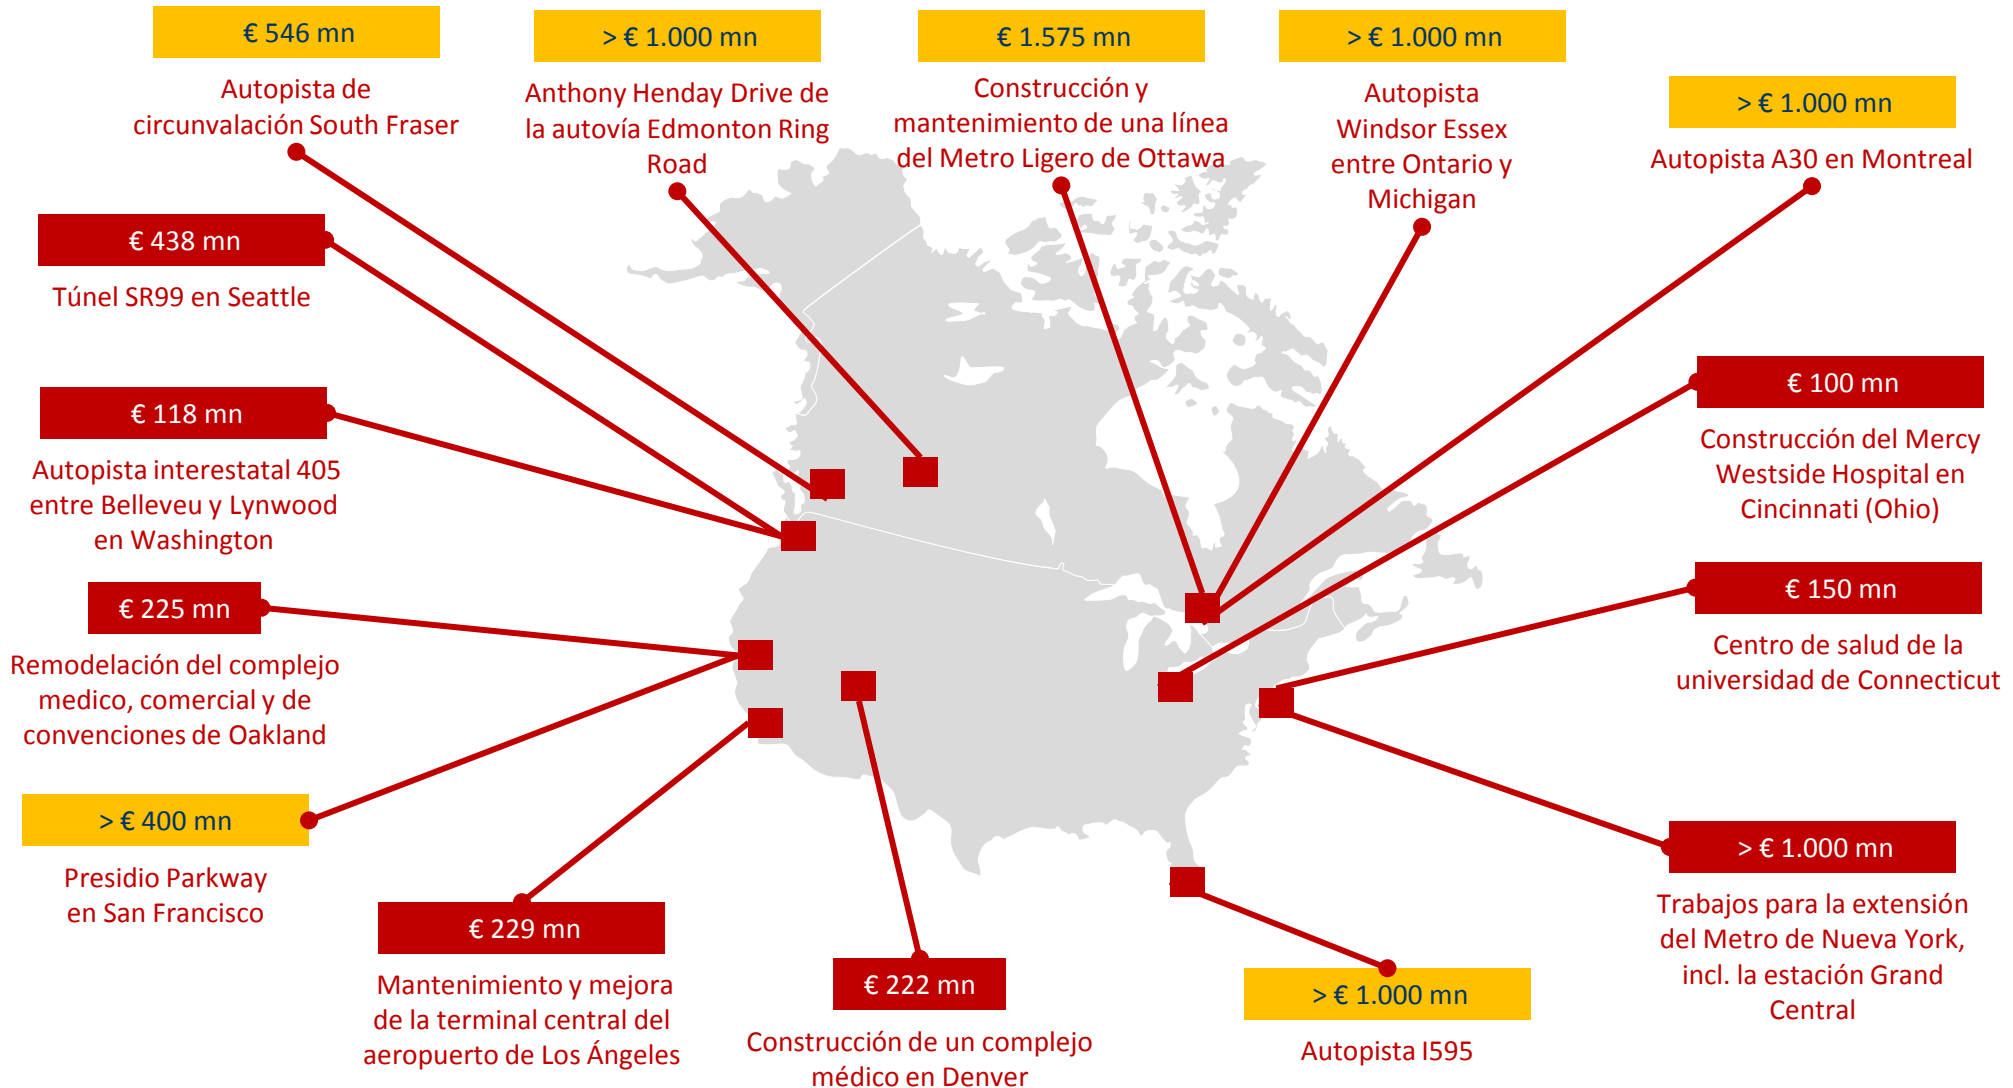 € 546 mn
Autopista de
circunvalación South Fraser
> € 1.000 mn
Anthony Henday Drive de
la autovía Edmonton Ring
Road
€ 1.575 mn
Construcción y
mantenimiento de una línea
del Metro Ligero de Ottawa
> € 1.000 mn
Autopista
Windsor Essex
entre Ontario y
Michigan
> € 1.000 mn
Autopista A30 en Montreal
€ 438 mn
Túnel SR99 en Seattle
€ 118 mn
Autopista interestatal 405
entre Belleveu y Lynwood
en Washington
€ 225 mn
Remodelación del complejo
medico, comercial y de
convenciones de Oakland
> € 400 mn
Presidio Parkway
en San Francisco
€ 229 mn
Mantenimiento y mejora
de la terminal central del
aeropuerto de Los Ángeles
€ 222 mn
Construcción de un complejo
médico en Denver
> € 1.000 mn
Autopista I595
€ 100 mn
Construcción del Mercy
Westside Hospital en
Cincinnati (Ohio)
€ 150 mn
Centro de salud de la
universidad de Connecticut
> € 1.000 mn
Trabajos para la extensión
del Metro de Nueva York,
incl. la estación Grand
Central